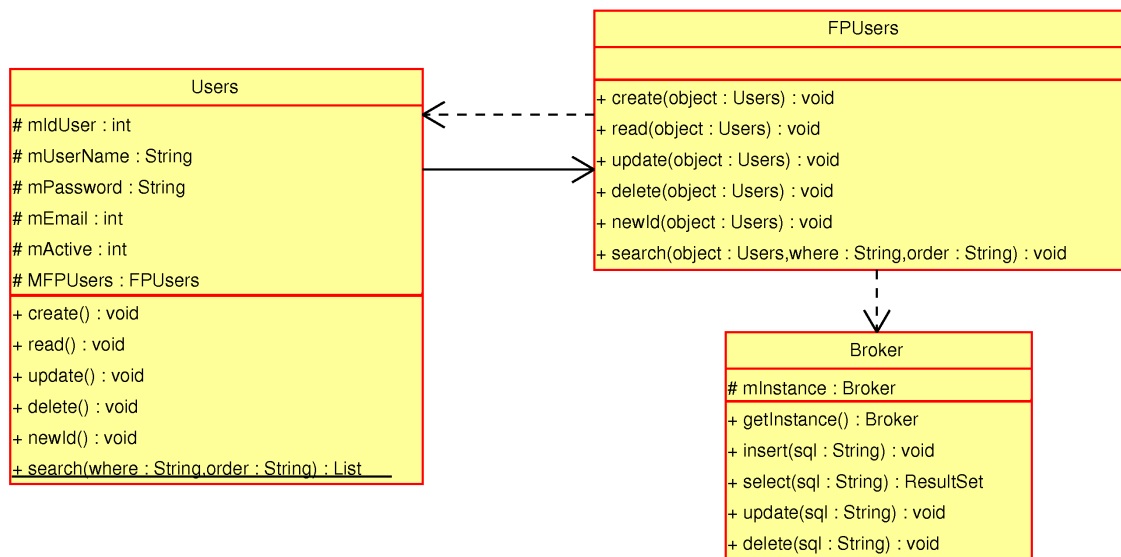 Users
# mIdUser : int
# mUserName : String
# mPassword : String
# mEmail : int
# mActive : int
# MFPUsers : FPUsers
+ create() : void
+ read() : void
+ update() : void
+ delete() : void
+ newId() : void
+ search(where : String,order : String) : List
FPUsers
+ create(object : Users) : void
+ read(object : Users) : void
+ update(object : Users) : void
+ delete(object : Users) : void
+ newId(object : Users) : void
+ search(object : Users,where : String,order : String) : void
Broker
# mInstance : Broker
+ getInstance() : Broker
+ insert(sql : String) : void
+ select(sql : String) : ResultSet
+ update(sql : String) : void
+ delete(sql : String) : void